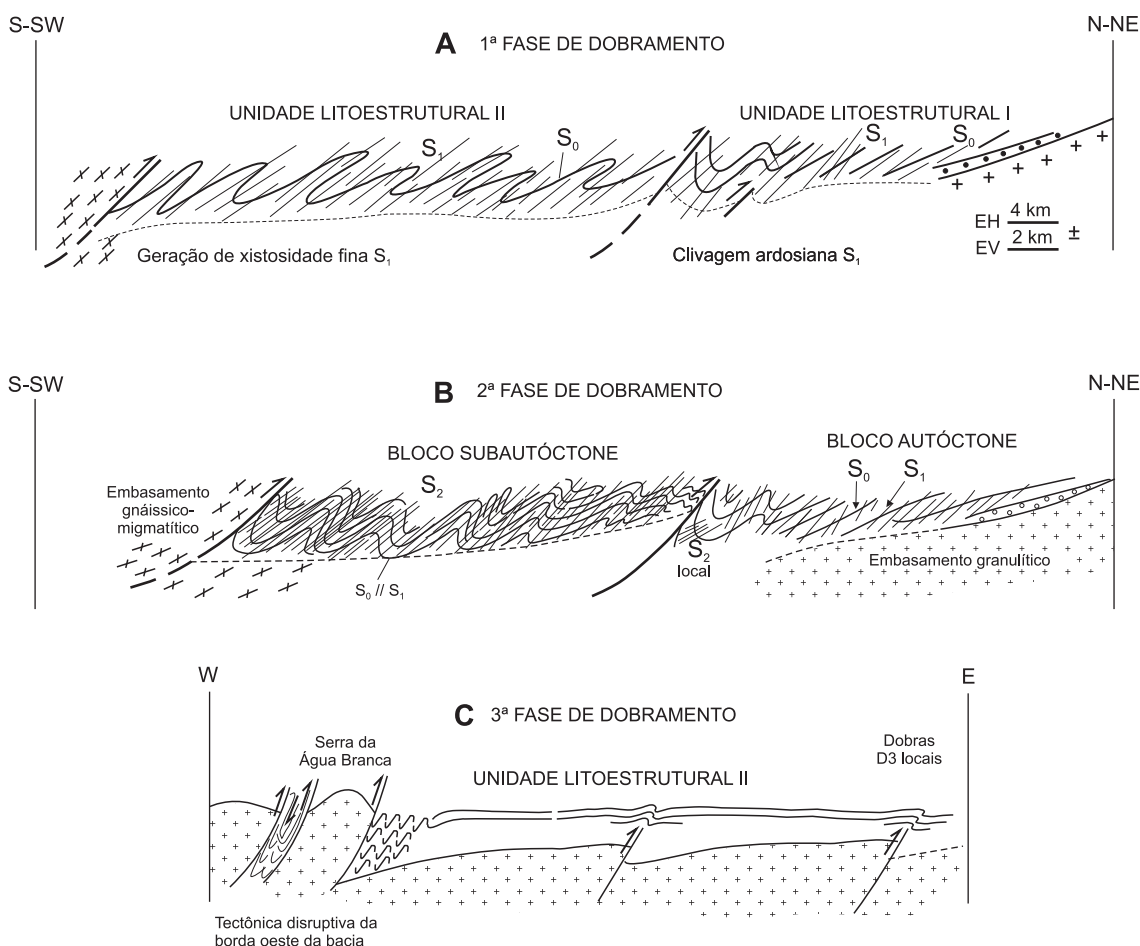 S-SW
N-NE
A 1ª FASE DE DOBRAMENTO
UNIDADE LITOESTRUTURAL II
UNIDADE LITOESTRUTURAL I
S₁
S₀
S₁
S₀
EH 4 km
EV 2 km ±
Geração de xistosidade fina S₁
Clivagem ardosiana S₁
S-SW
N-NE
B 2ª FASE DE DOBRAMENTO
BLOCO SUBAUTÓCTONE
BLOCO AUTÓCTONE
S₂
S₀
S₁
Embasamento
gnáissico-
migmatítico
S₂
local
Embasamento granulítico
S₀ // S₁
W
E
C 3ª FASE DE DOBRAMENTO
Serra da
Água Branca
Dobras
D3 locais
UNIDADE LITOESTRUTURAL II
Tectônica disruptiva da
borda oeste da bacia